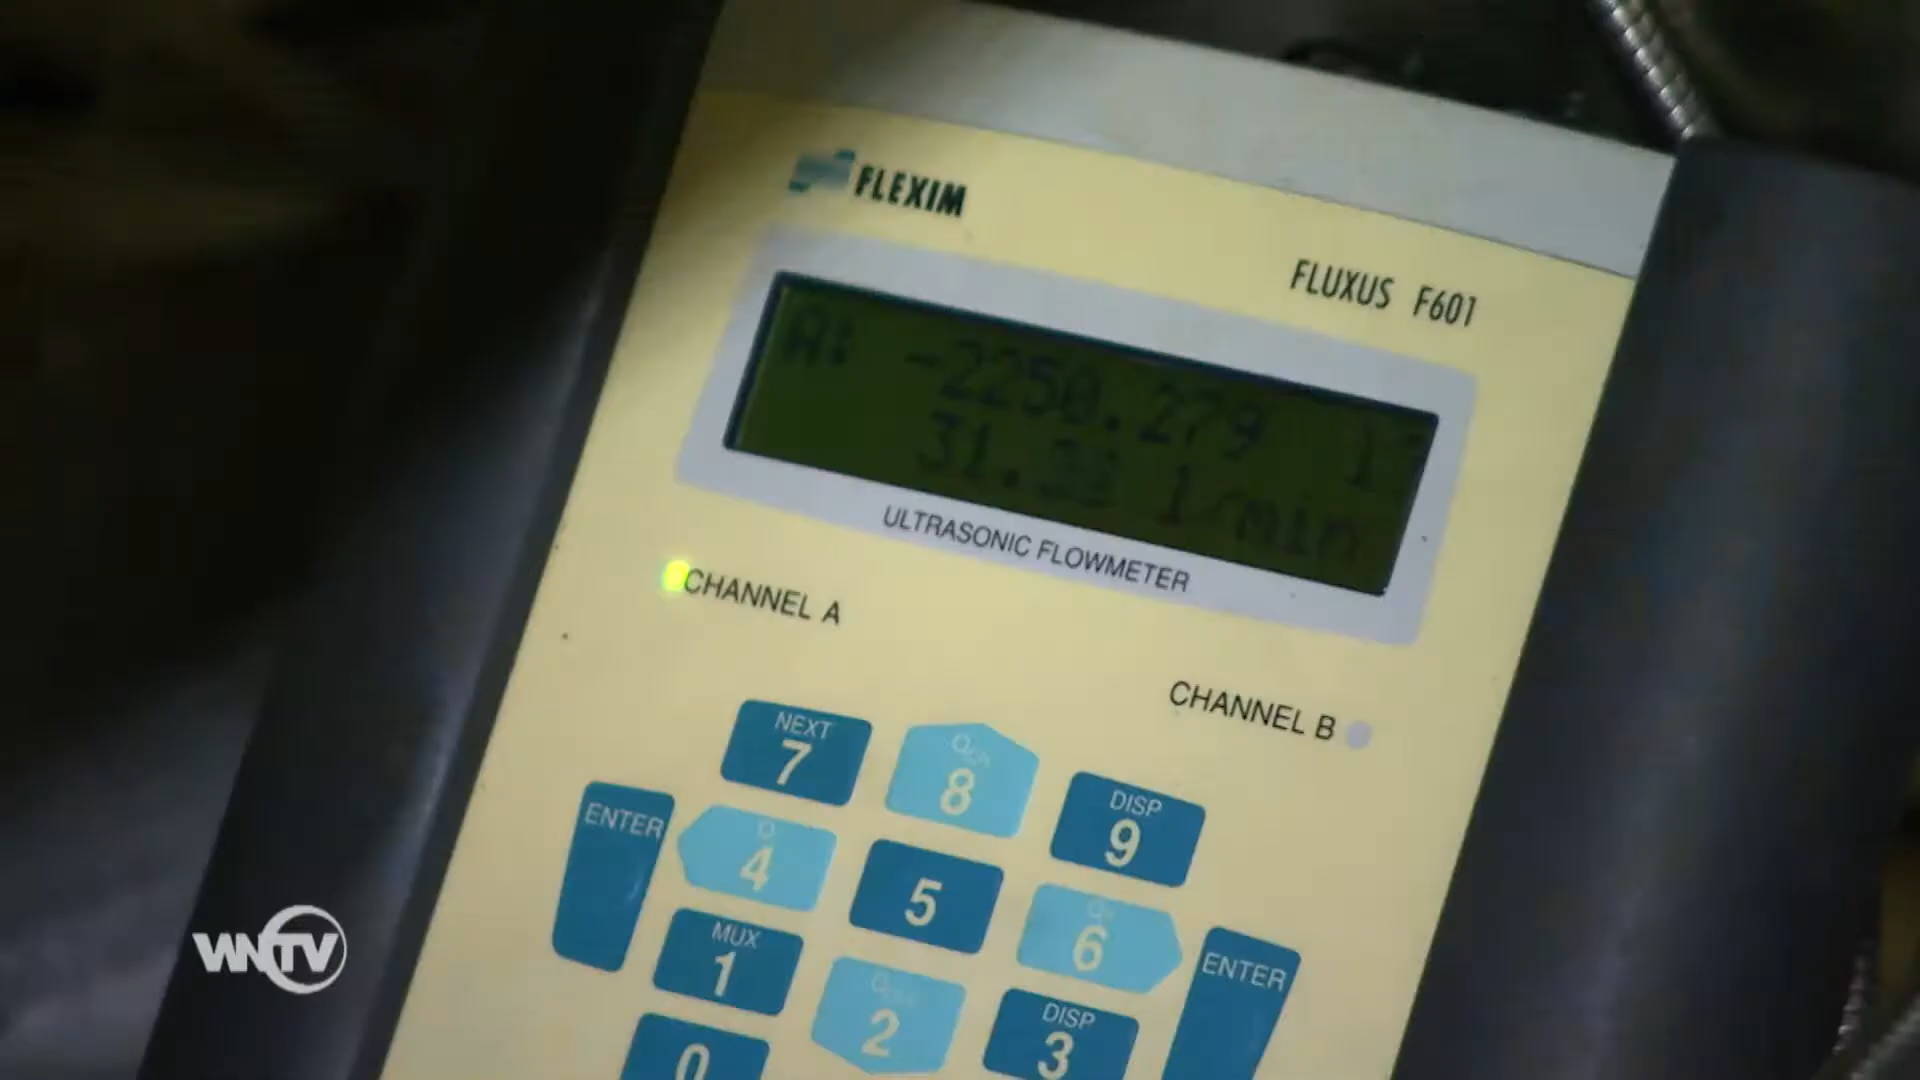 FLEXIM
FLUXUS F601
A: -2250.279 l
31. l/min
ULTRASONIC FLOWMETER
CHANNEL A
CHANNEL B
NEXT
7
8
DISP
9
ENTER
4
5
6
MUX
1
2
DISP
3
ENTER
0
WNTV